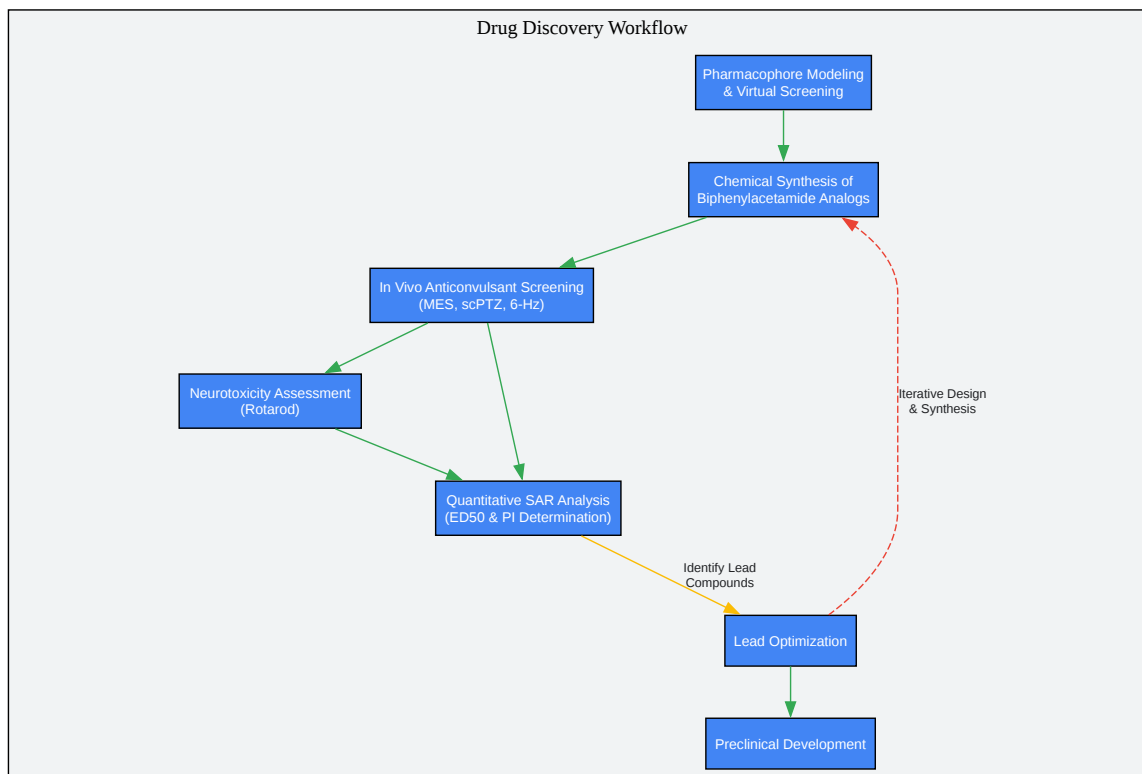 Drug Discovery Workflow
Pharmacophore Modeling
& Virtual Screening
Chemical Synthesis of
Biphenylacetamide Analogs
In Vivo Anticonvulsant Screening
(MES, scPTZ, 6-Hz)
Neurotoxicity Assessment
(Rotarod)
Iterative Design
& Synthesis
Quantitative SAR Analysis
(ED50 & PI Determination)
Identify Lead
Compounds
Lead Optimization
Preclinical Development